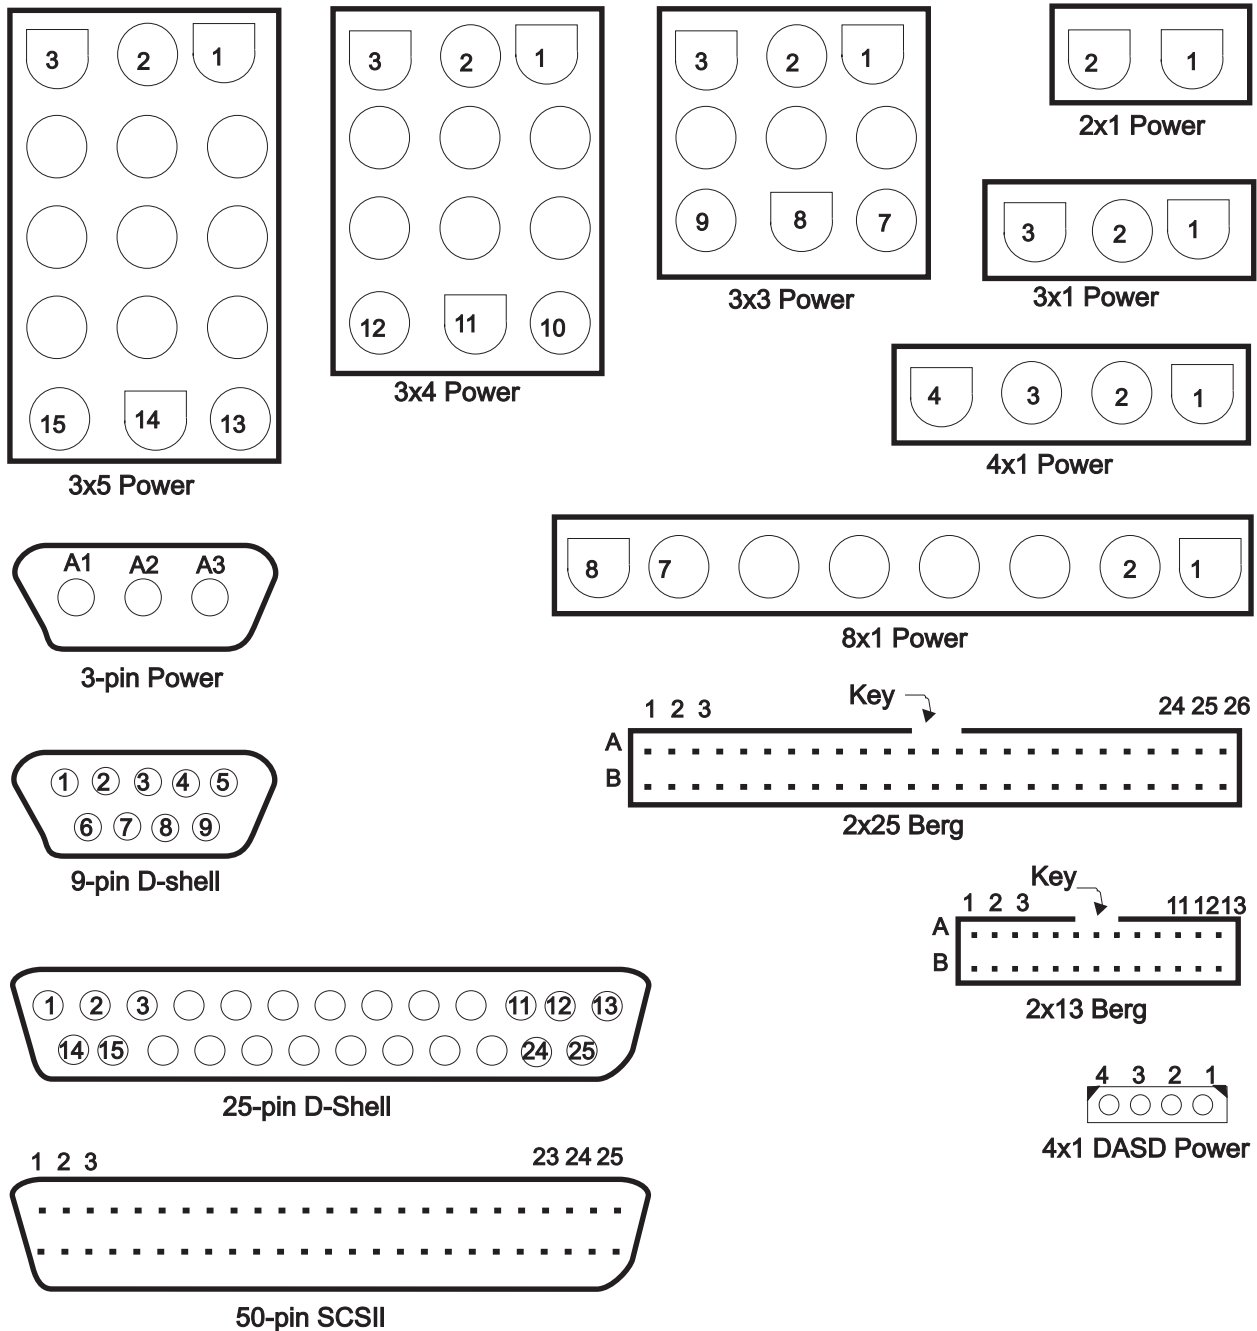 3 2 1
15 14 13
3x5 Power
3 2 1
12 11 10
3x4 Power
3 2 1
9 8 7
3x3 Power
2 1
2x1 Power
3 2 1
3x1 Power
4 3 2 1
4x1 Power
A1 A2 A3
3-pin Power
8 7 2 1
8x1 Power
Key
1 2 3 24 25 26
A
B
2x25 Berg
1 2 3 4 5
6 7 8 9
9-pin D-shell
Key
1 2 3 11 12 13
A
B
2x13 Berg
1 2 3 11 12 13
14 15 24 25
25-pin D-Shell
4 3 2 1
4x1 DASD Power
1 2 3 23 24 25
50-pin SCSII